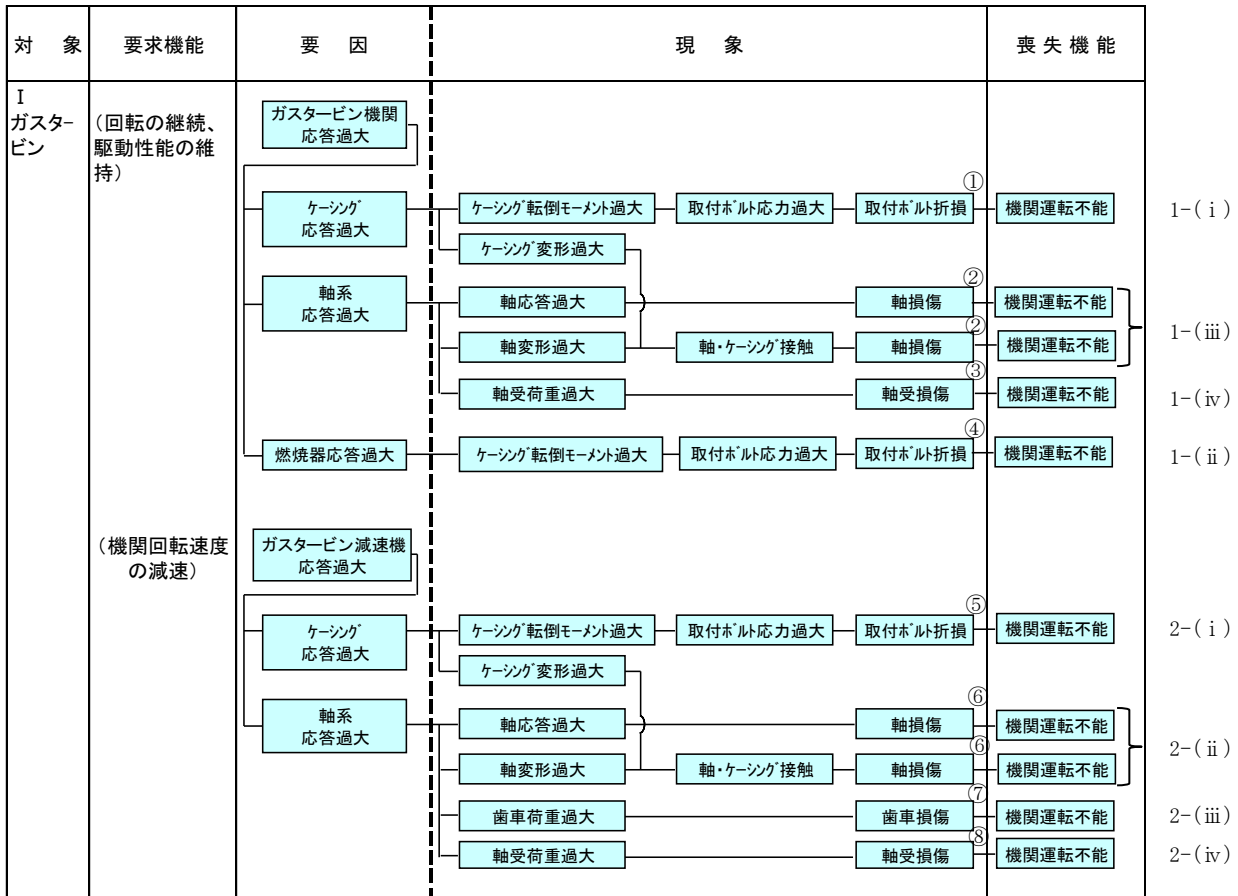 対　象
要求機能
要　因
現　象
喪失機能
Ⅰ
ガスター
ビン
(回転の継続、
駆動性能の維
持)
ガスタービン機関
応答過大
ｹｰｼﾝｸﾞ
応答過大
ｹｰｼﾝｸﾞ転倒ﾓｰﾒﾝﾄ過大
取付ﾎﾞﾙﾄ応力過大
①
取付ﾎﾞﾙﾄ折損
機関運転不能
1-(ⅰ)
ｹｰｼﾝｸﾞ変形過大
軸系
応答過大
軸応答過大
②
軸損傷
機関運転不能
1-(ⅲ)
軸変形過大
軸・ｹｰｼﾝｸﾞ接触
②
軸損傷
機関運転不能
軸受荷重過大
③
軸受損傷
機関運転不能
1-(ⅳ)
燃焼器応答過大
ｹｰｼﾝｸﾞ転倒ﾓｰﾒﾝﾄ過大
取付ﾎﾞﾙﾄ応力過大
④
取付ﾎﾞﾙﾄ折損
機関運転不能
1-(ⅱ)
(機関回転速度
の減速)
ガスタービン減速機
応答過大
ｹｰｼﾝｸﾞ
応答過大
ｹｰｼﾝｸﾞ転倒ﾓｰﾒﾝﾄ過大
取付ﾎﾞﾙﾄ応力過大
⑤
取付ﾎﾞﾙﾄ折損
機関運転不能
2-(ⅰ)
ｹｰｼﾝｸﾞ変形過大
軸系
応答過大
軸応答過大
⑥
軸損傷
機関運転不能
2-(ⅱ)
軸変形過大
軸・ｹｰｼﾝｸﾞ接触
⑥
軸損傷
機関運転不能
歯車荷重過大
⑦
歯車損傷
機関運転不能
2-(ⅲ)
軸受荷重過大
⑧
軸受損傷
機関運転不能
2-(ⅳ)